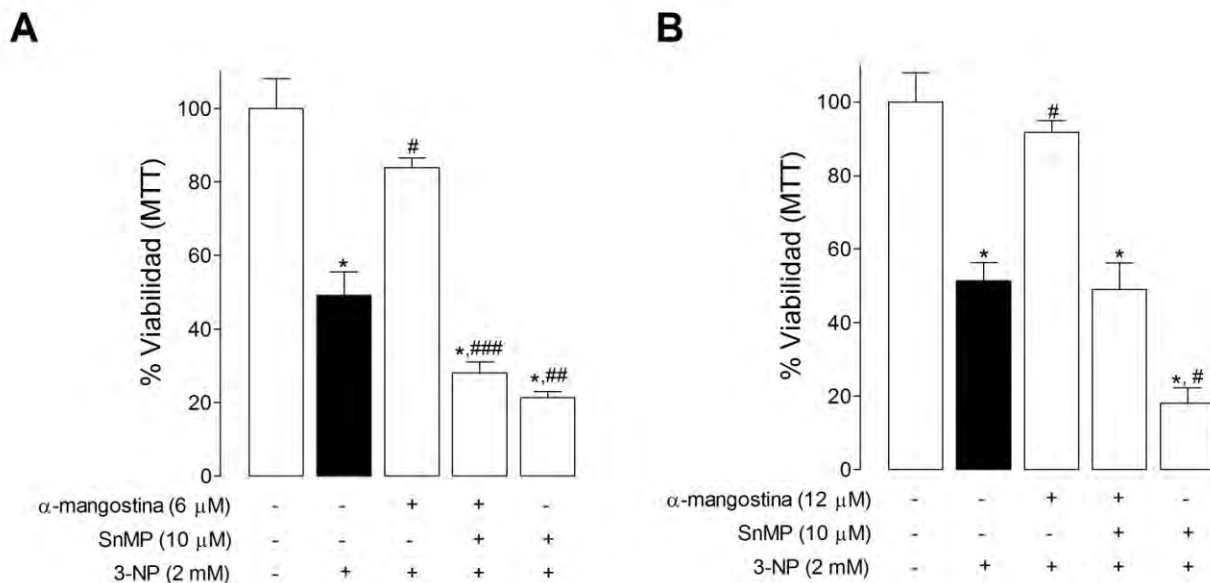 A
% Viabilidad (MTT)
100
80
60
40
20
0
*
#
*,###
*,##
α-mangostina (6 μM) - - + + -
SnMP (10 μM) - - - + +
3-NP (2 mM) - + + + +
B
% Viabilidad (MTT)
100
80
60
40
20
0
*
#
*
*, #
α-mangostina (12 μM) - - + + -
SnMP (10 μM) - - - + +
3-NP (2 mM) - + + + +